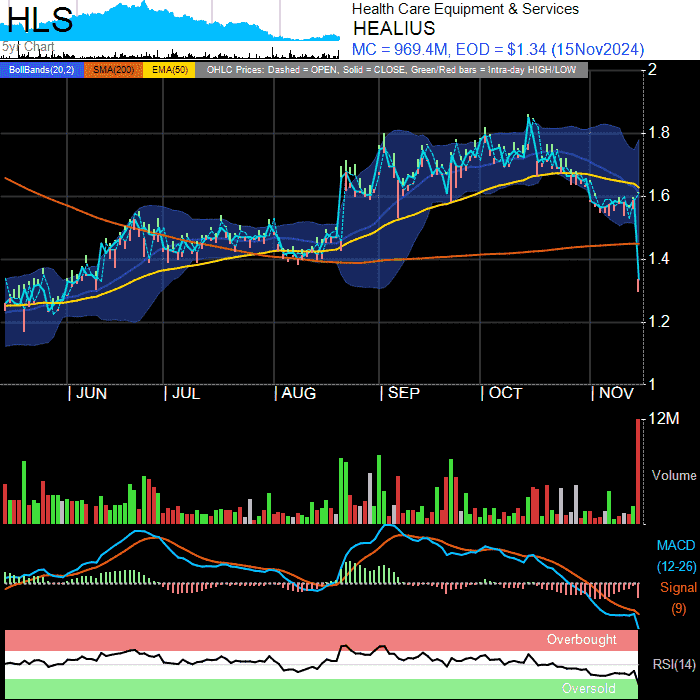 HLS
5yr Chart
Health Care Equipment & Services
HEALIUS
MC = 969.4M, EOD = $1.34 (15Nov2024)
BollBands(20,2) SMA(200) EMA(50) OHLC Prices: Dashed = OPEN, Solid = CLOSE, Green/Red bars = Intra-day HIGH/LOW
2
1.8
1.6
1.4
1.2
1
| JUN | JUL | AUG | SEP | OCT | NOV
12M
Volume
MACD
(12-26)
Signal
(9)
Overbought
RSI(14)
Oversold